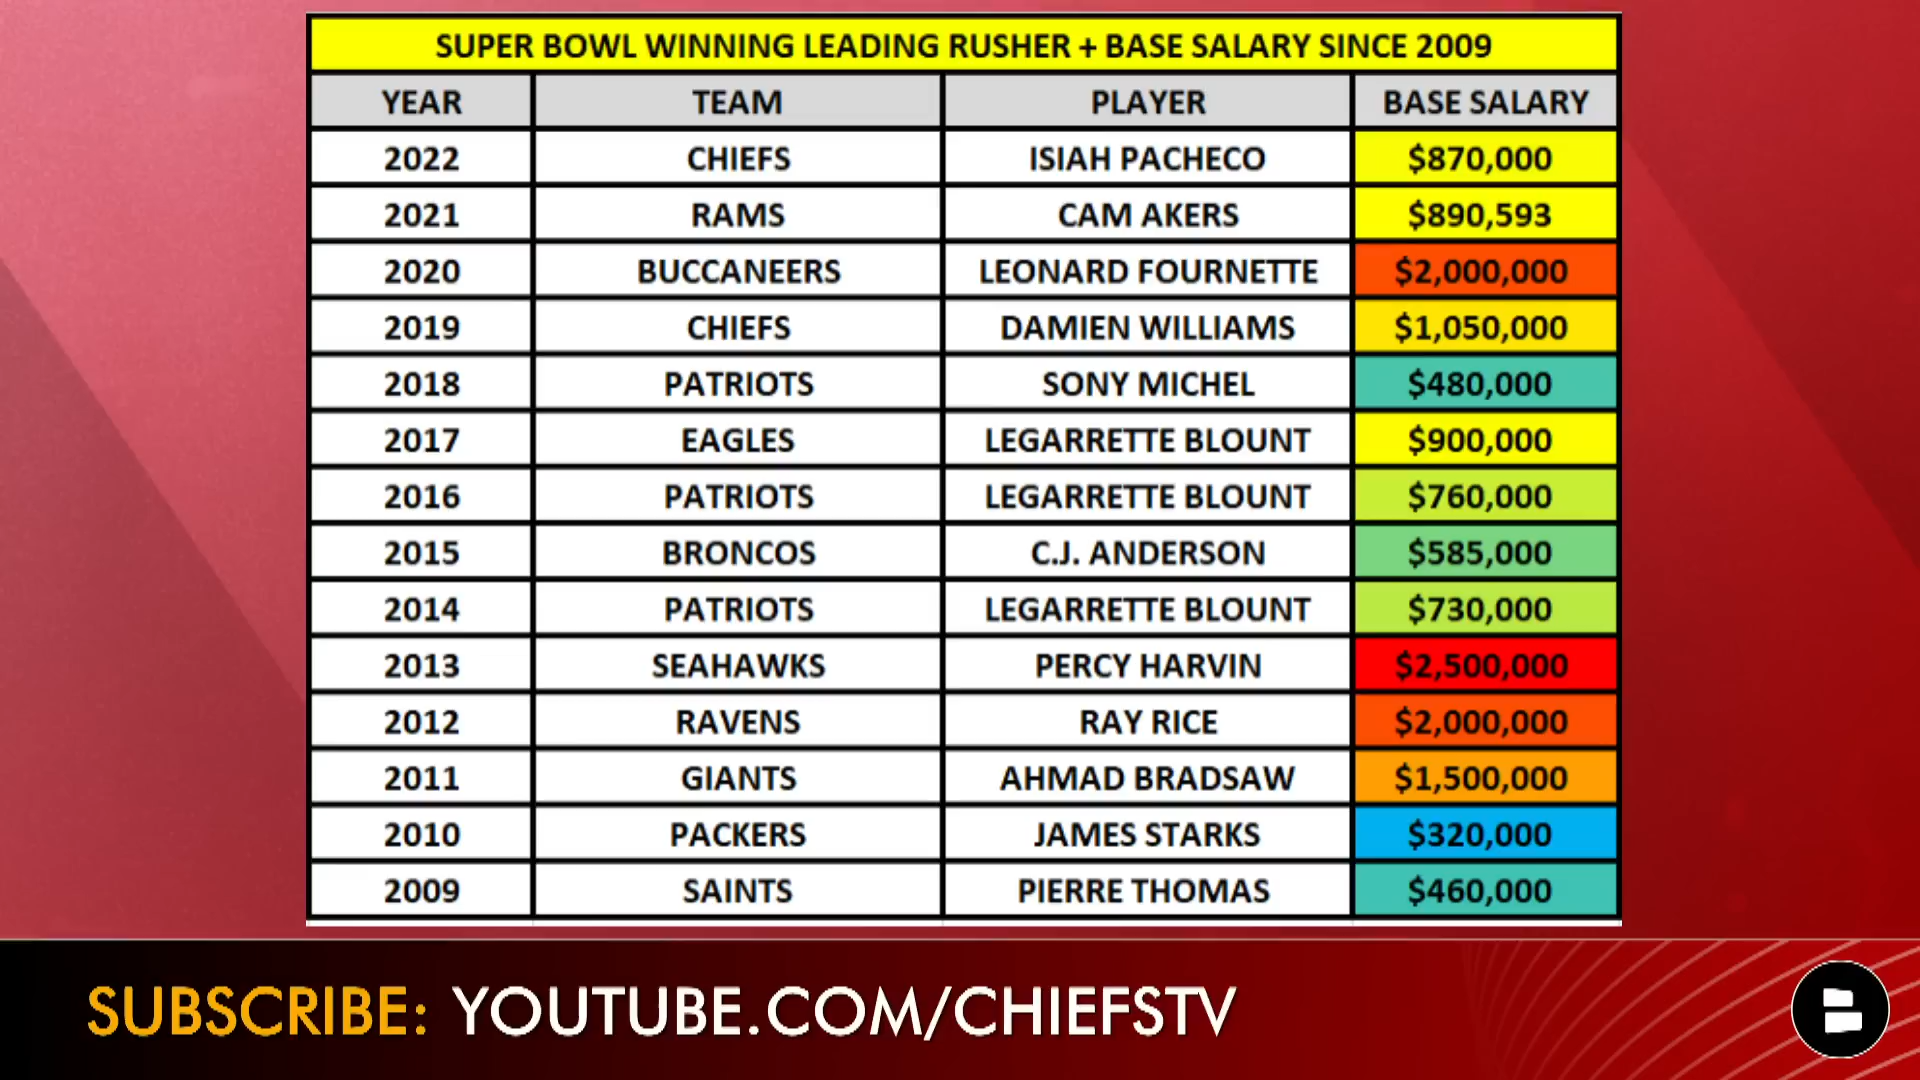 SUPER BOWL WINNING LEADING RUSHER + BASE SALARY SINCE 2009
YEAR TEAM PLAYER BASE SALARY
2022 CHIEFS ISIAH PACHECO $870,000
2021 RAMS CAM AKERS $890,593
2020 BUCCANEERS LEONARD FOURNETTE $2,000,000
2019 CHIEFS DAMIEN WILLIAMS $1,050,000
2018 PATRIOTS SONY MICHEL $480,000
2017 EAGLES LEGARRETTE BLOUNT $900,000
2016 PATRIOTS LEGARRETTE BLOUNT $760,000
2015 BRONCOS C.J. ANDERSON $585,000
2014 PATRIOTS LEGARRETTE BLOUNT $730,000
2013 SEAHAWKS PERCY HARVIN $2,500,000
2012 RAVENS RAY RICE $2,000,000
2011 GIANTS AHMAD BRADSAW $1,500,000
2010 PACKERS JAMES STARKS $320,000
2009 SAINTS PIERRE THOMAS $460,000
SUBSCRIBE: YOUTUBE.COM/CHIEFSTV